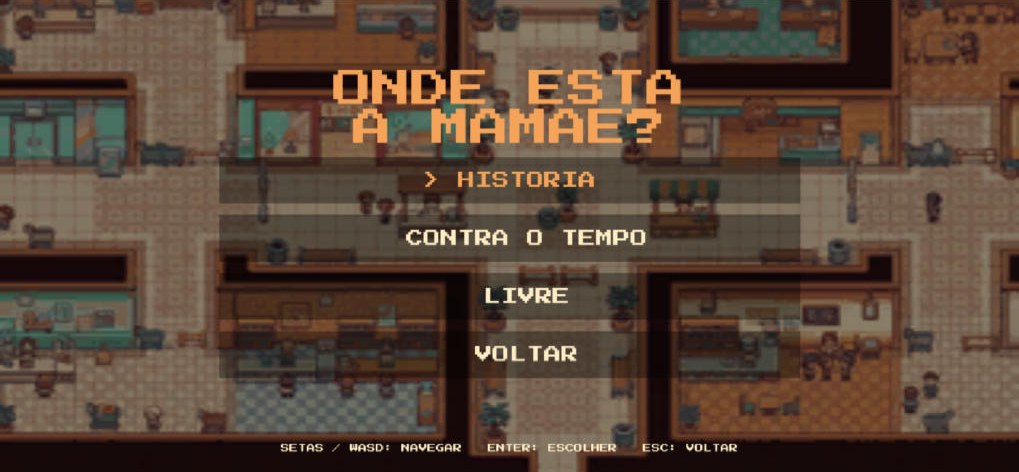 ONDE ESTA
A MAMAE?
> HISTORIA
CONTRA O TEMPO
LIVRE
VOLTAR
SETAS / WASD: NAVEGAR ENTER: ESCOLHER ESC: VOLTAR